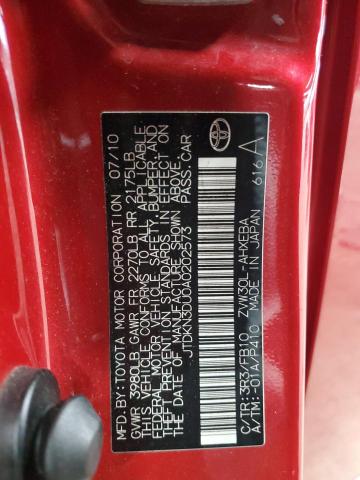 MFD.BY:TOYOTA MOTOR CORPORATION 07/10
GVWR 3980LB GAWR FR 2270LB RR 2175LB
THIS VEHICLE CONFORMS TO ALL APPLICABLE
FEDERAL MOTOR VEHICLE SAFETY, BUMPER, AND
THEFT PREVENTION STANDARDS IN EFFECT ON
THE DATE OF MANUFACTURE SHOWN ABOVE.
JTDKN3DU0A0202573 PASS.CAR
C/TR:3R3/FB10 ZVW30L-AHXEBA
A/TM:-01A/P410 MADE IN JAPAN 616 A